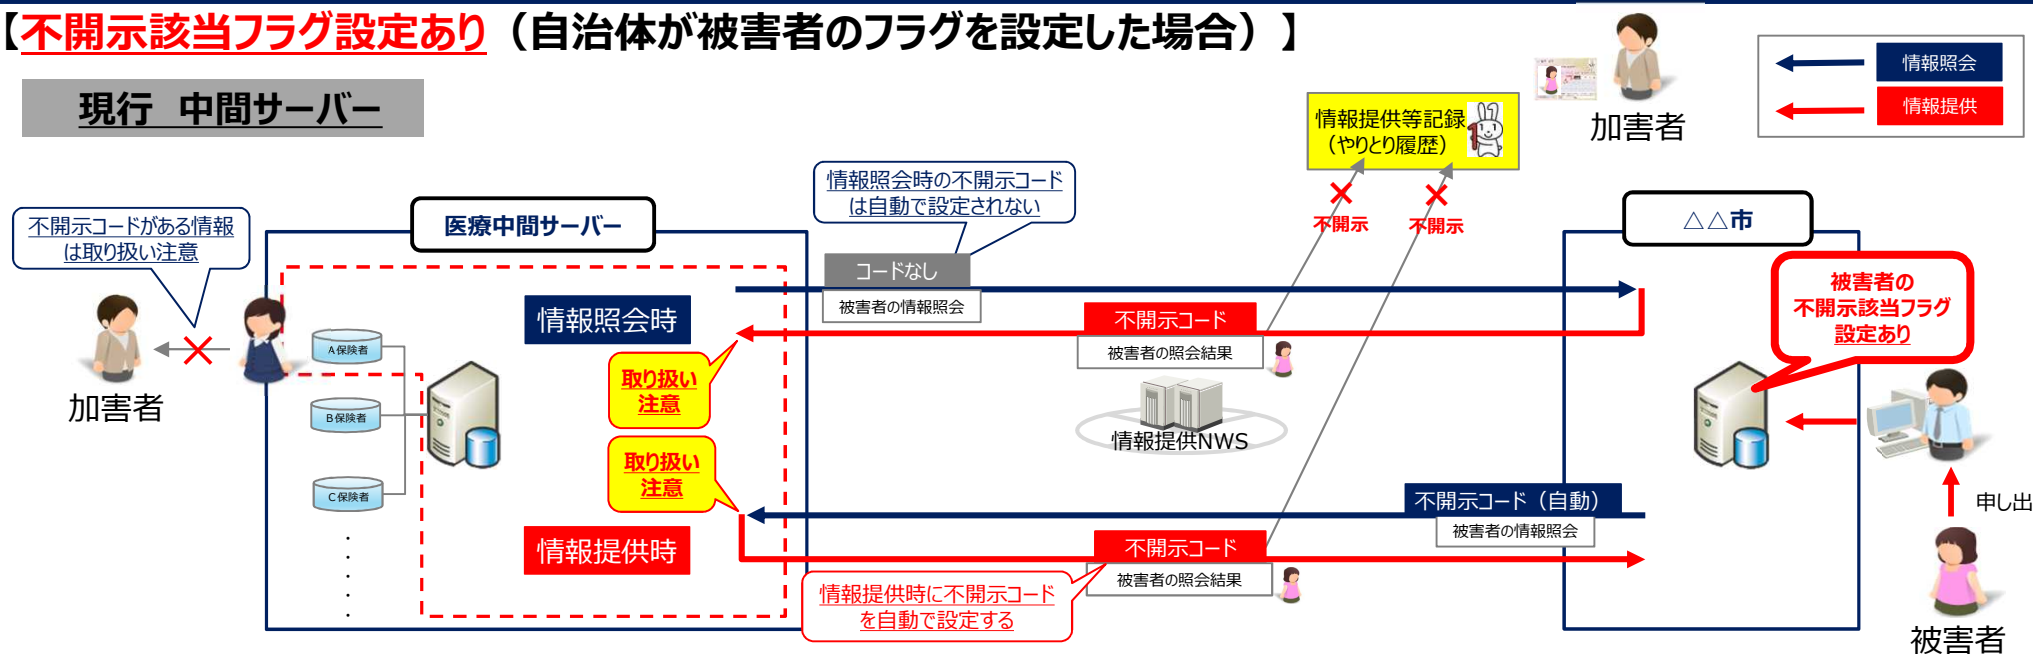 【不開示該当フラグ設定あり（自治体が被害者のフラグを設定した場合）】
現行　中間サーバー
情報照会
情報提供
加害者
情報提供等記録
（やりとり履歴）
不開示
不開示
情報照会時の不開示コード
は自動で設定されない
不開示コードがある情報
は取り扱い注意
医療中間サーバー
△△市
コードなし
被害者の情報照会
情報照会時
不開示コード
被害者の照会結果
被害者の
不開示該当フラグ
設定あり
加害者
A保険者
B保険者
C保険者
・
・
・
・
・
取り扱い
注意
取り扱い
注意
情報提供NWS
不開示コード（自動）
被害者の情報照会
申し出
情報提供時
不開示コード
被害者の照会結果
情報提供時に不開示コード
を自動で設定する
被害者